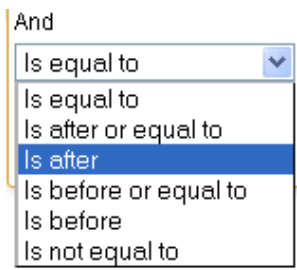 And
Is equal to
Is equal to
Is after or equal to
Is after
Is before or equal to
Is before
Is not equal to